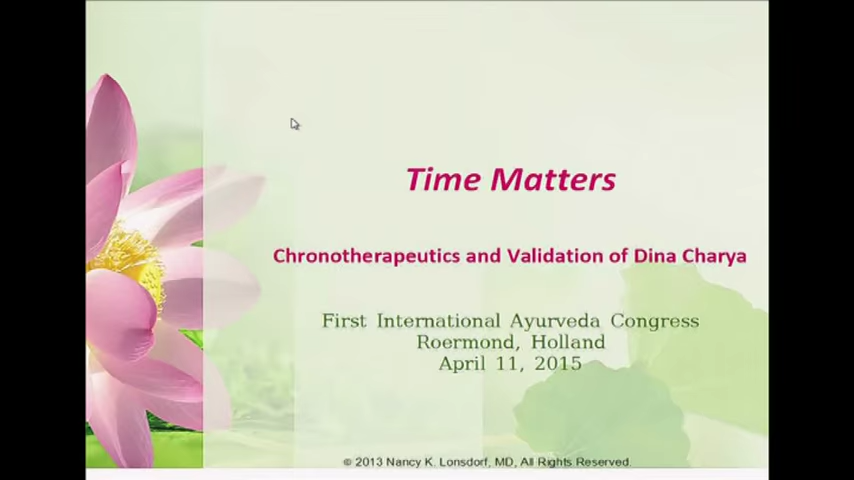 Time Matters
Chronotherapeutics and Validation of Dina Charya
First International Ayurveda Congress
Roermond, Holland
April 11, 2015
© 2013 Nancy K. Lonsdorf, MD, All Rights Reserved.